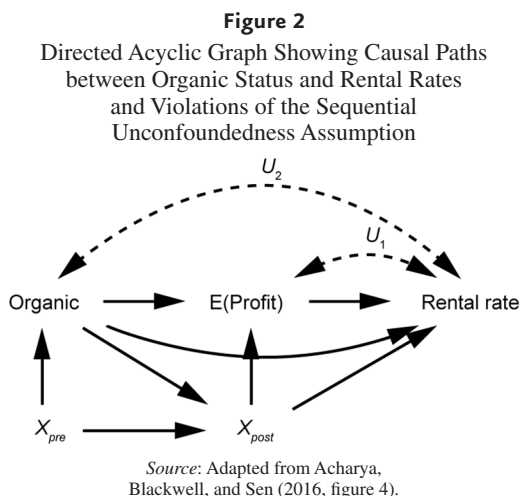 Figure 2
Directed Acyclic Graph Showing Causal Paths
between Organic Status and Rental Rates
and Violations of the Sequential
Unconfoundedness Assumption
U2
U1
Organic E(Profit) Rental rate
Xpre Xpost
Source: Adapted from Acharya,
Blackwell, and Sen (2016, figure 4).